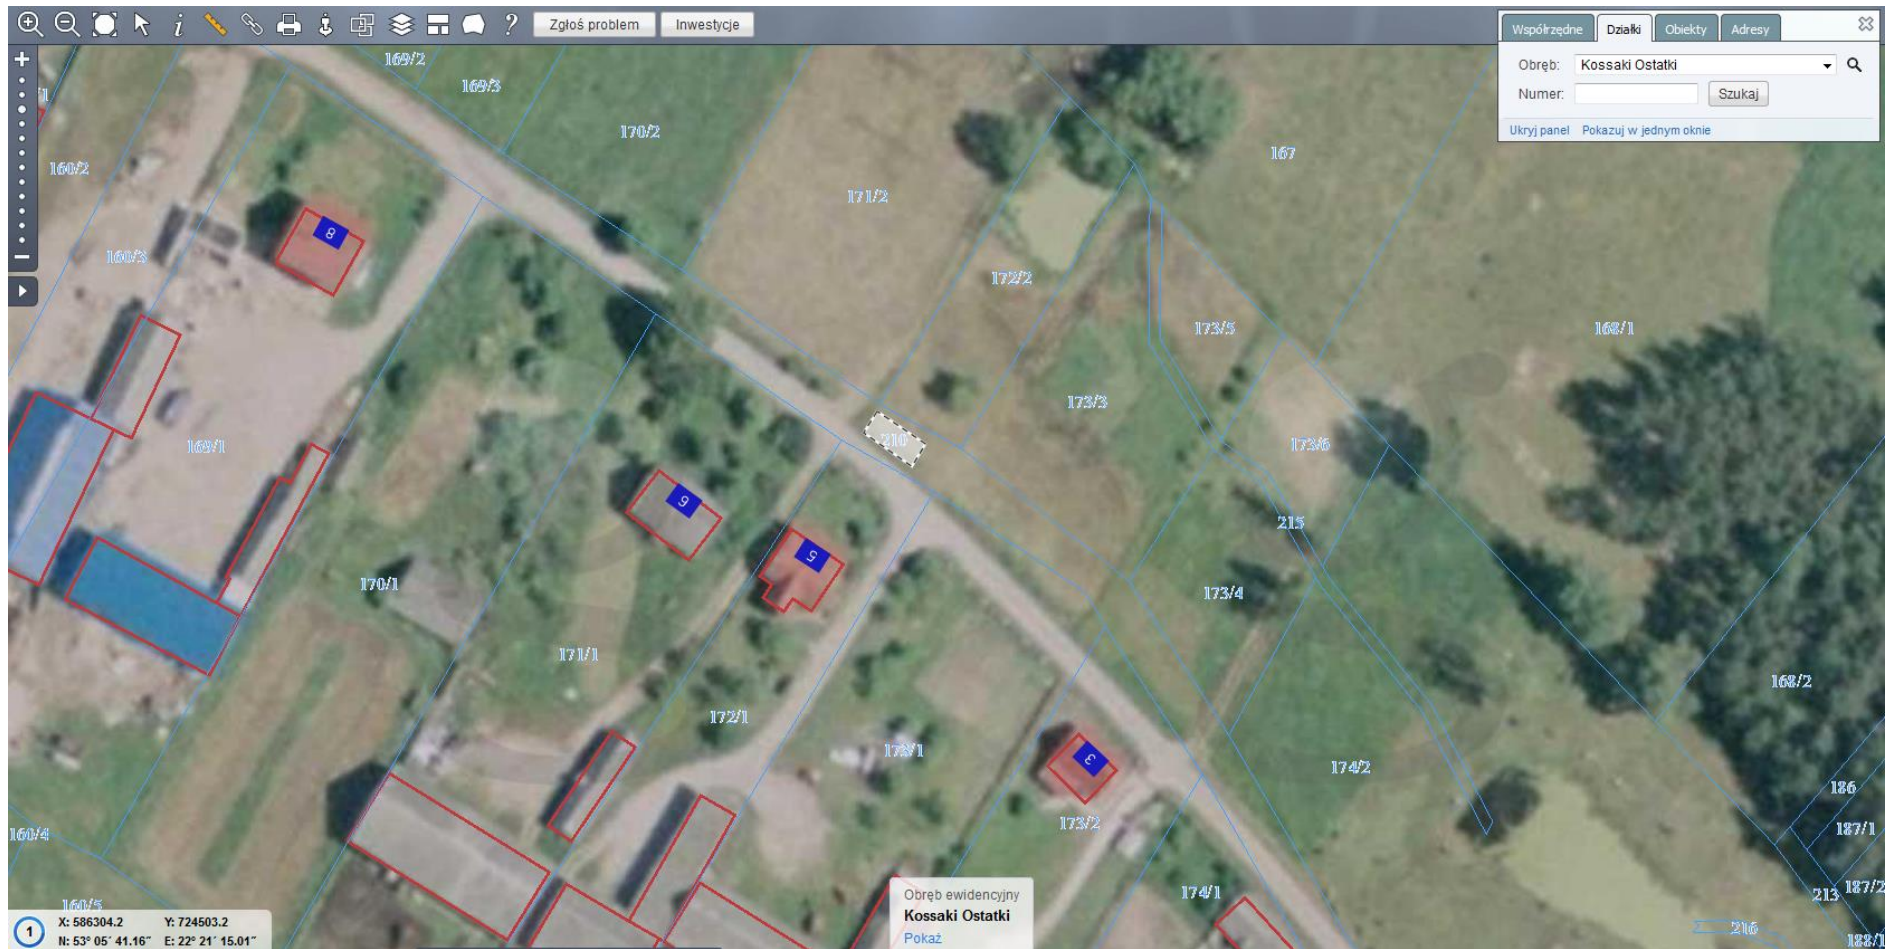 ?
Zgłoś problem
Inwestycje
Współrzędne
Działki
Obiekty
Adresy
Obręb:
Kossaki Ostatki
Numer:
Szukaj
Ukryj panel
Pokazuj w jednym oknie
169/2
169/3
170/2
167
160/2
171/2
160/3
8
172/2
173/5
168/1
173/3
210
169/1
173/6
6
215
5
170/1
173/4
171/1
168/2
172/1
173/1
3
174/2
186
173/2
187/1
160/4
174/1
187/2
213
160/5
216
188/1
Obręb ewidencyjny
Kossaki Ostatki
Pokaż
1
X: 586304.2 Y: 724503.2
N: 53° 05′ 41.16″ E: 22° 21′ 15.01″